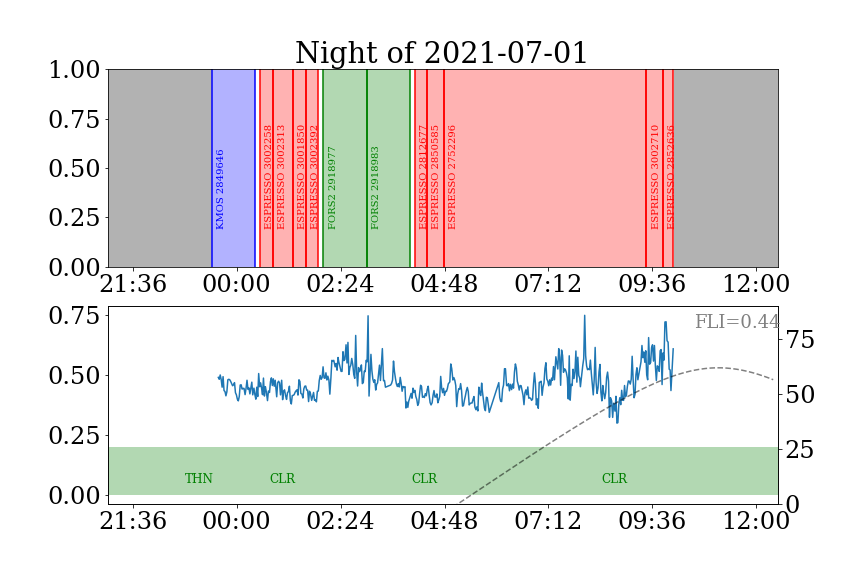 Night of 2021-07-01
1.00
0.75
0.50
0.25
0.00
KMOS 2849646
ESPRESSO 3002258
ESPRESSO 3002313
ESPRESSO 3001850
ESPRESSO 3002392
FORS2 2918977
FORS2 2918983
ESPRESSO 2812677
ESPRESSO 2850585
ESPRESSO 2752296
ESPRESSO 3002710
ESPRESSO 2852636
21:36 00:00 02:24 04:48 07:12 09:36 12:00
0.75
0.50
0.25
0.00
FLI=0.44
75
50
25
0
THN CLR CLR CLR
21:36 00:00 02:24 04:48 07:12 09:36 12:00